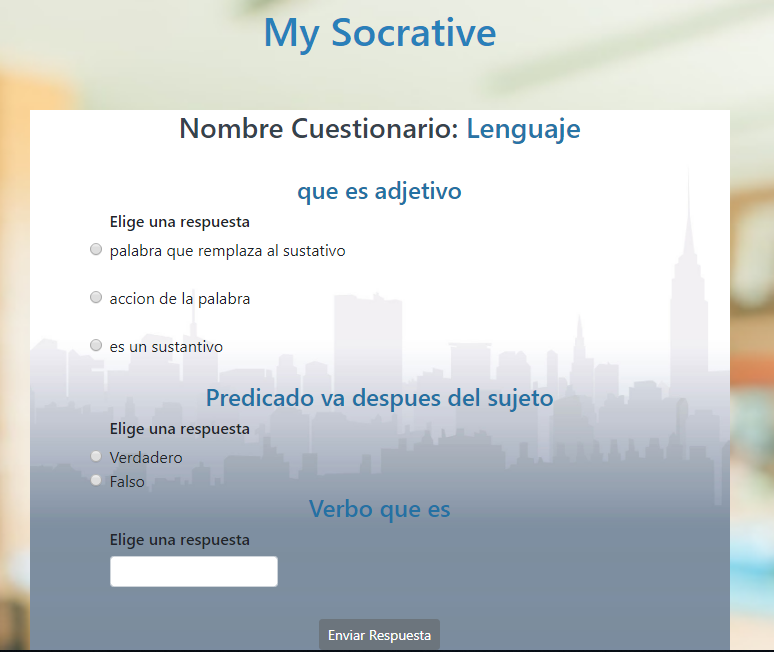 My Socrative
Nombre Cuestionario: Lenguaje
que es adjetivo
Elige una respuesta
palabra que remplaza al sustativo
accion de la palabra
es un sustantivo
Predicado va despues del sujeto
Elige una respuesta
Verdadero
Falso
Verbo que es
Elige una respuesta
Enviar Respuesta